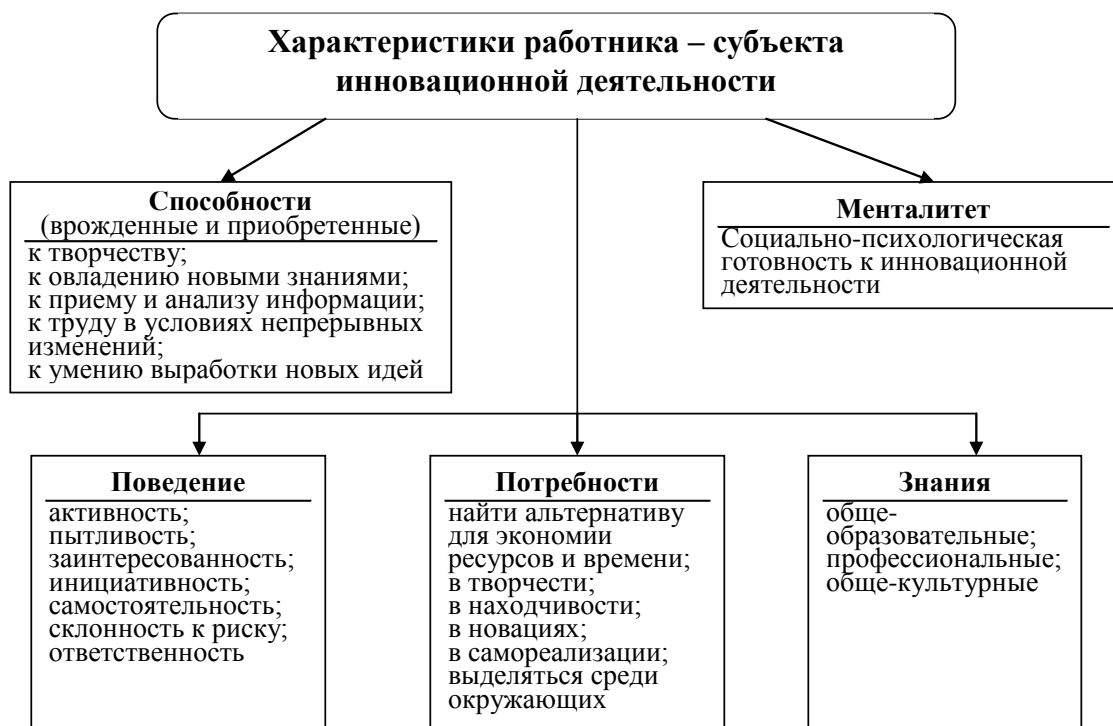 Характеристики работника – субъекта
инновационной деятельности
Способности
(врожденные и приобретенные)
к творчеству;
к овладению новыми знаниями;
к приему и анализу информации;
к труду в условиях непрерывных
изменений;
к умению выработки новых идей
Менталитет
Социально-психологическая
готовность к инновационной
деятельности
Поведение
активность;
пытливость;
заинтересованность;
инициативность;
самостоятельность;
склонность к риску;
ответственность
Потребности
найти альтернативу
для экономии
ресурсов и времени;
в творчести;
в находчивости;
в новациях;
в самореализации;
выделяться среди
окружающих
Знания
обще-
образовательные;
профессиональные;
обще-культурные